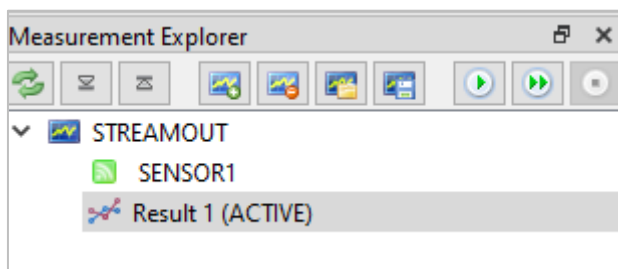 Measurement Explorer
STREAMOUT
SENSOR1
Result 1 (ACTIVE)